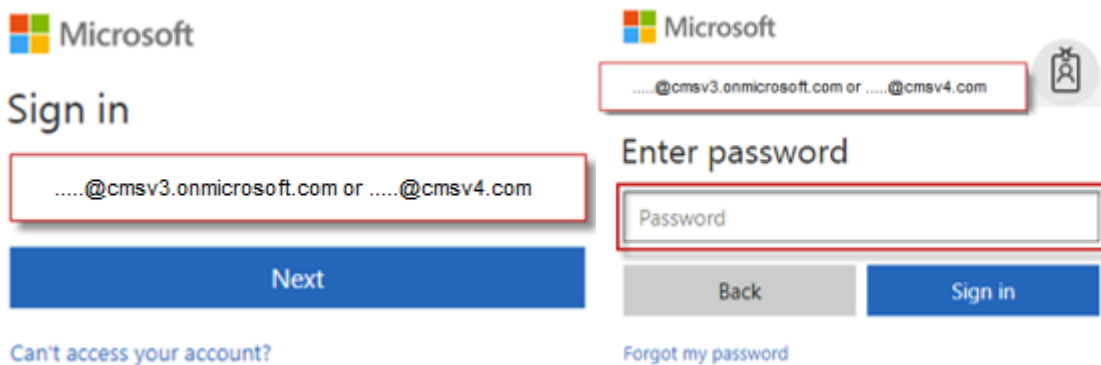 Microsoft
Sign in
.....@cmsv3.onmicrosoft.com or .....@cmsv4.com
Next
Can't access your account?
Microsoft
.....@cmsv3.onmicrosoft.com or .....@cmsv4.com
Enter password
Password
Back Sign in
Forgot my password